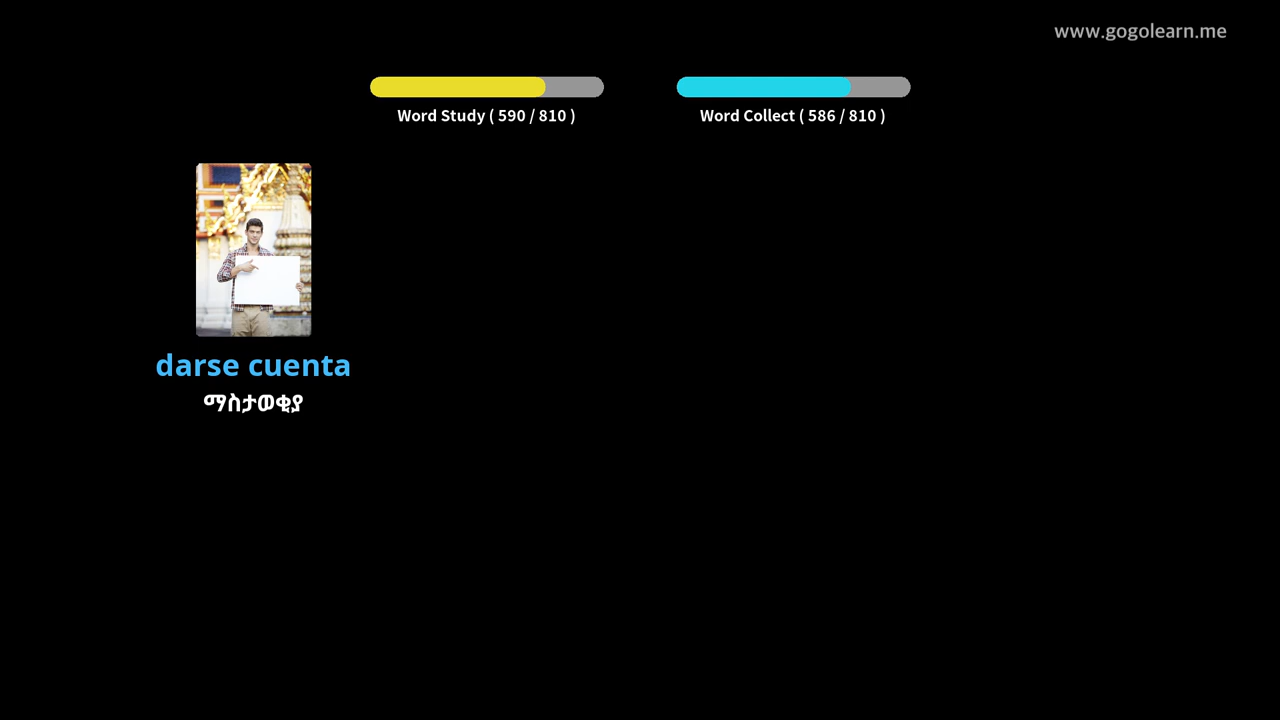 www.gogolearn.me
Word Study ( 590 / 810 )
Word Collect ( 586 / 810 )
darse cuenta
ማስታወቂያ